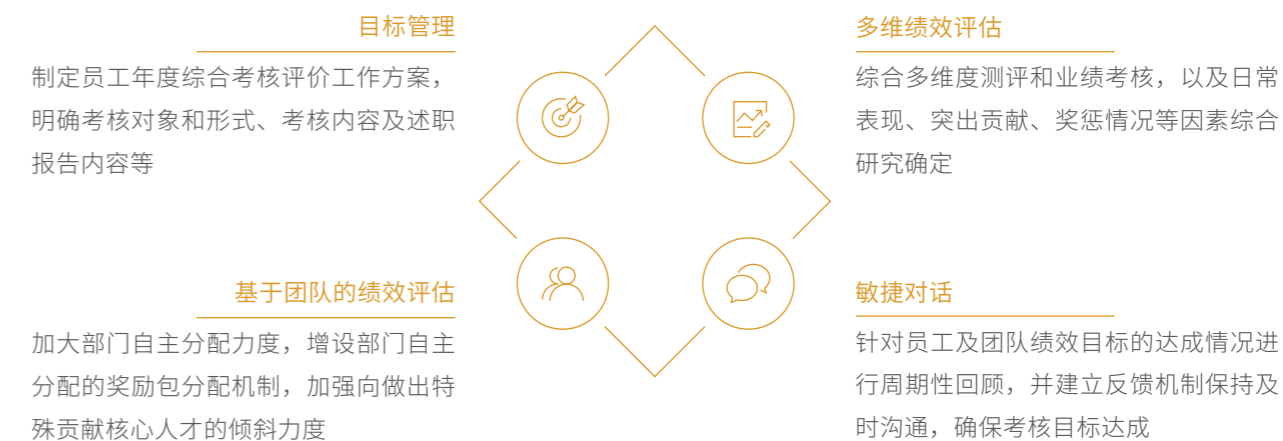 目标管理
制定员工年度综合考核评价工作方案，
明确考核对象和形式、考核内容及述职
报告内容等
多维绩效评估
综合多维度测评和业绩考核，以及日常
表现、突出贡献、奖惩情况等因素综合
研究确定
基于团队的绩效评估
加大部门自主分配力度，增设部门自主
分配的奖励包分配机制，加强向做出特
殊贡献核心人才的倾斜力度
敏捷对话
针对员工及团队绩效目标的达成情况进
行周期性回顾，并建立反馈机制保持及
时沟通，确保考核目标达成